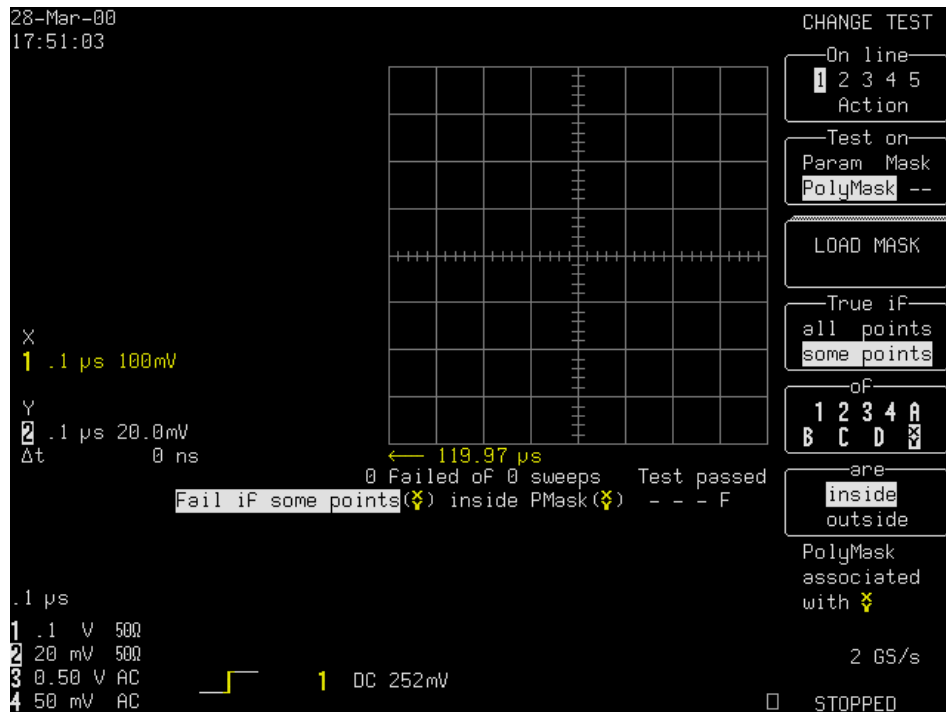 28-Mar-00
17:51:03
X
1 .1 µs 100mV
Y
2 .1 µs 20.0mV
Δt 0 ns
119.97 µs
0 Failed of 0 sweeps Test passed
Fail if some points(XY) inside PMask(XY) - - - F
.1 µs
1 .1 V 50Ω
2 20 mV 50Ω
3 0.50 V AC
4 50 mV AC
1 DC 252mV
CHANGE TEST
On line
1 2 3 4 5
Action
Test on
Param Mask
PolyMask --
LOAD MASK
True if
all points
some points
of
1 2 3 4 A
B C D XY
are
inside
outside
PolyMask
associated
with XY
2 GS/s
STOPPED